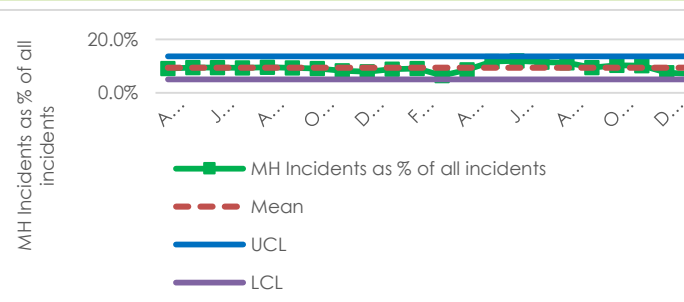 MH Incidents as % of all
incidents
20.0%
0.0%
A...
J...
A...
O...
D...
F...
A...
J...
A...
O...
D...
MH Incidents as % of all incidents
Mean
UCL
LCL